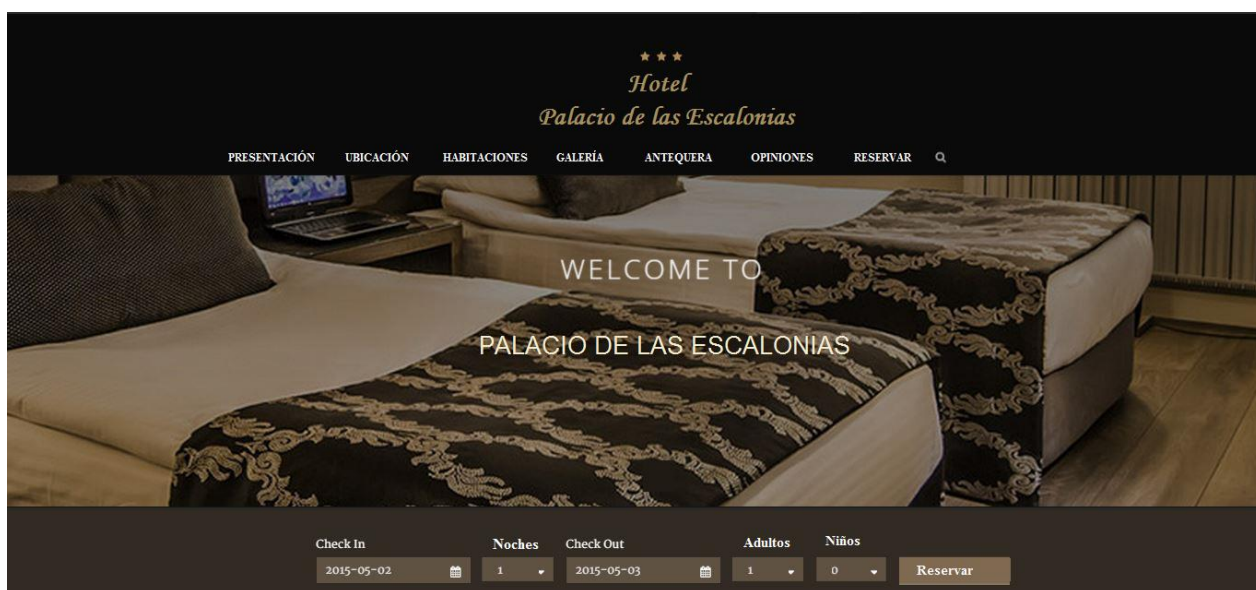 Hotel
Palacio de las Escalonias
PRESENTACIÓN UBICACIÓN HABITACIONES GALERÍA ANTEQUERA OPINIONES RESERVAR
WELCOME TO
PALACIO DE LAS ESCALONIAS
Check In Noches Check Out Adultos Niños
2015-05-02 1 2015-05-03 1 0 Reservar